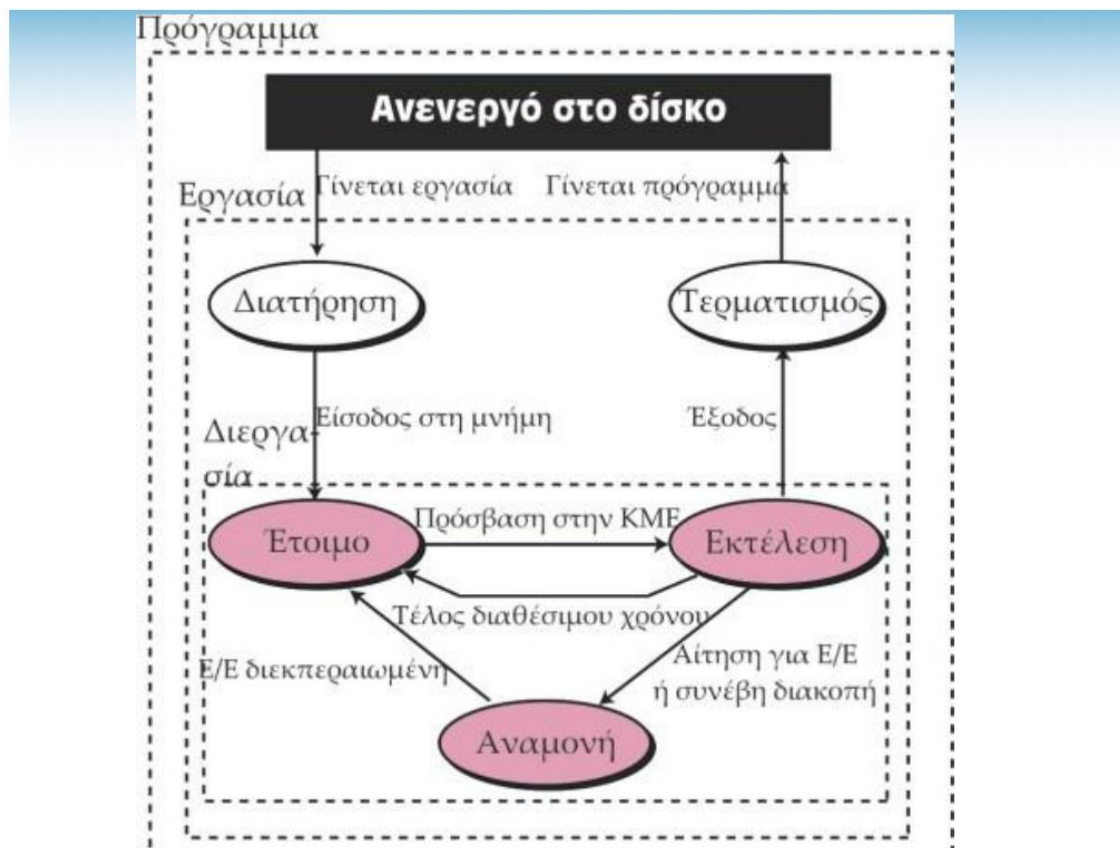 Πρόγραμμα
Ανενεργό στο δίσκο
Εργασία
Γίνεται εργασία
Γίνεται πρόγραμμα
Διατήρηση
Τερματισμός
Διεργα-
σία
Είσοδος στη μνήμη
Έξοδος
Έτοιμο
Πρόσβαση στην ΚΜΕ
Εκτέλεση
Τέλος διαθέσιμου χρόνου
Ε/Ε διεκπεραιωμένη
Αίτηση για Ε/Ε
ή συνέβη διακοπή
Αναμονή